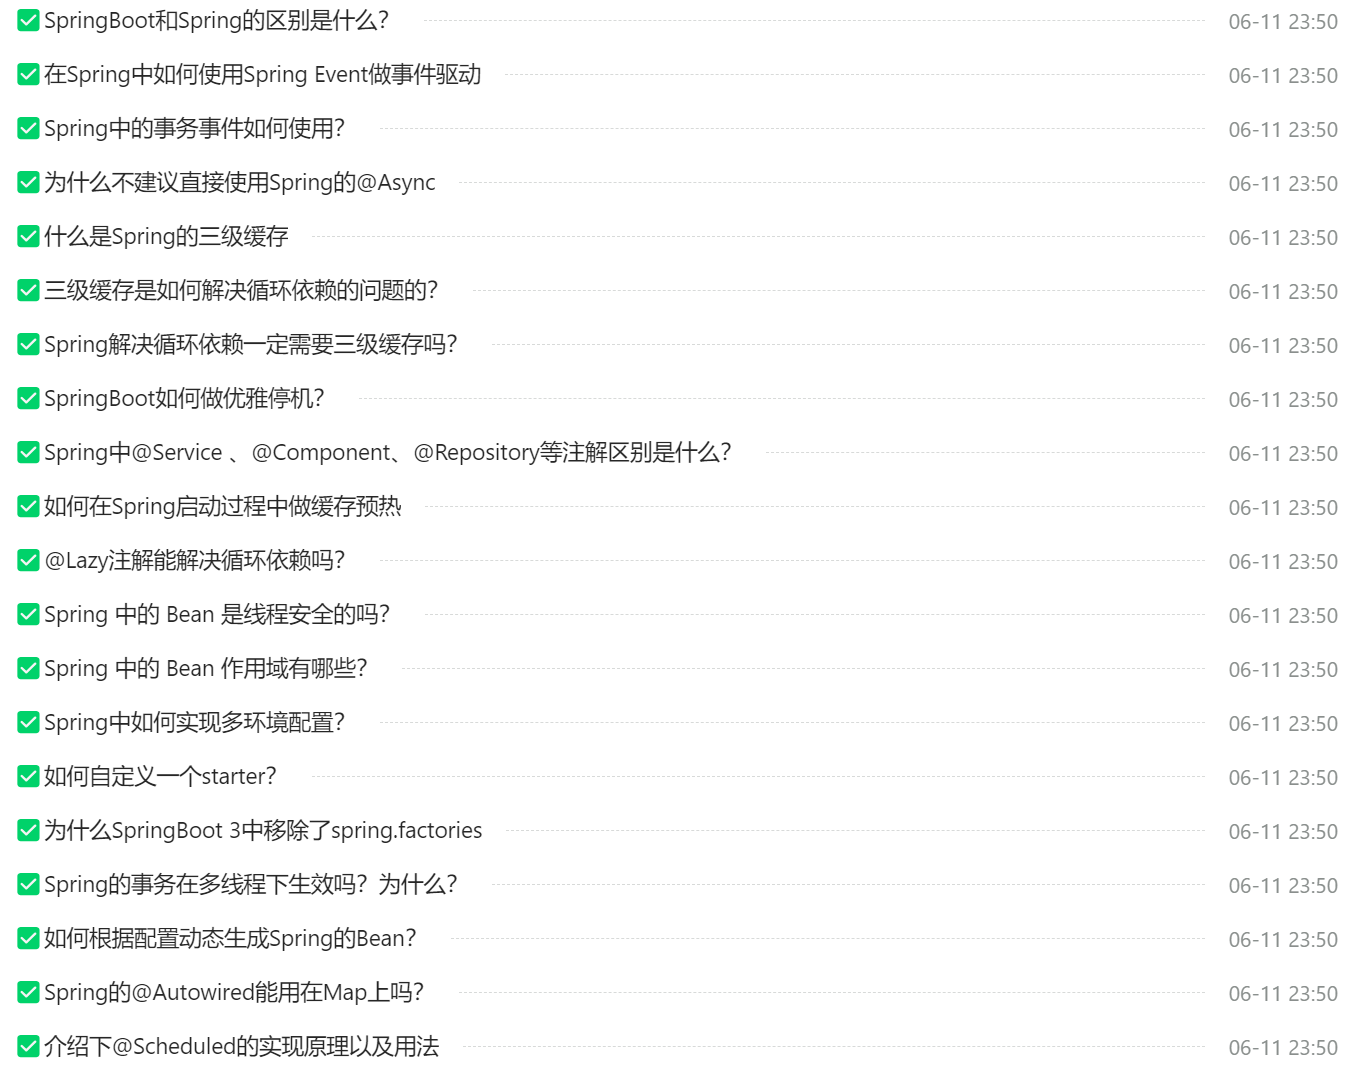 SpringBoot和Spring的区别是什么？ 06-11 23:50
在Spring中如何使用Spring Event做事件驱动 06-11 23:50
Spring中的事务事件如何使用？ 06-11 23:50
为什么不建议直接使用Spring的@Async 06-11 23:50
什么是Spring的三级缓存 06-11 23:50
三级缓存是如何解决循环依赖的问题的？ 06-11 23:50
Spring解决循环依赖一定需要三级缓存吗？ 06-11 23:50
SpringBoot如何做优雅停机？ 06-11 23:50
Spring中@Service 、@Component、@Repository等注解区别是什么？ 06-11 23:50
如何在Spring启动过程中做缓存预热 06-11 23:50
@Lazy注解能解决循环依赖吗？ 06-11 23:50
Spring 中的 Bean 是线程安全的吗？ 06-11 23:50
Spring 中的 Bean 作用域有哪些？ 06-11 23:50
Spring中如何实现多环境配置？ 06-11 23:50
如何自定义一个starter？ 06-11 23:50
为什么SpringBoot 3中移除了spring.factories 06-11 23:50
Spring的事务在多线程下生效吗？为什么？ 06-11 23:50
如何根据配置动态生成Spring的Bean？ 06-11 23:50
Spring的@Autowired能用在Map上吗？ 06-11 23:50
介绍下@Scheduled的实现原理以及用法 06-11 23:50